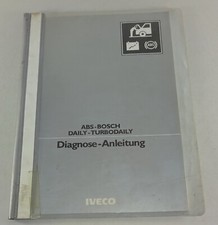 ABS-BOSCH
DAILY-TURBODAILY
Diagnose-Anleitung
IVECO